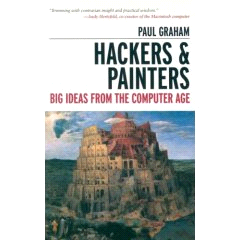 "Brimming with contrarian insight and practical wisdom."
—Andy Hertzfeld, co-creator of the Macintosh computer
PAUL GRAHAM
HACKERS &
PAINTERS
BIG IDEAS FROM THE COMPUTER AGE